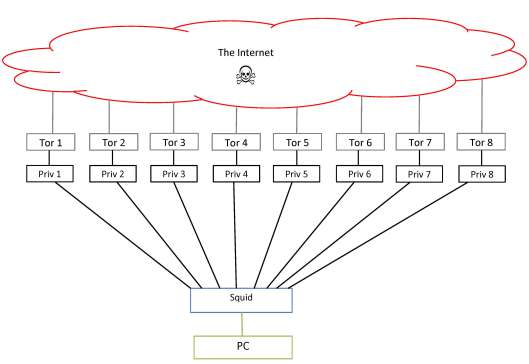 The Internet
Tor 1 Tor 2 Tor 3 Tor 4 Tor 5 Tor 6 Tor 7 Tor 8
Priv 1 Priv 2 Priv 3 Priv 4 Priv 5 Priv 6 Priv 7 Priv 8
Squid
PC